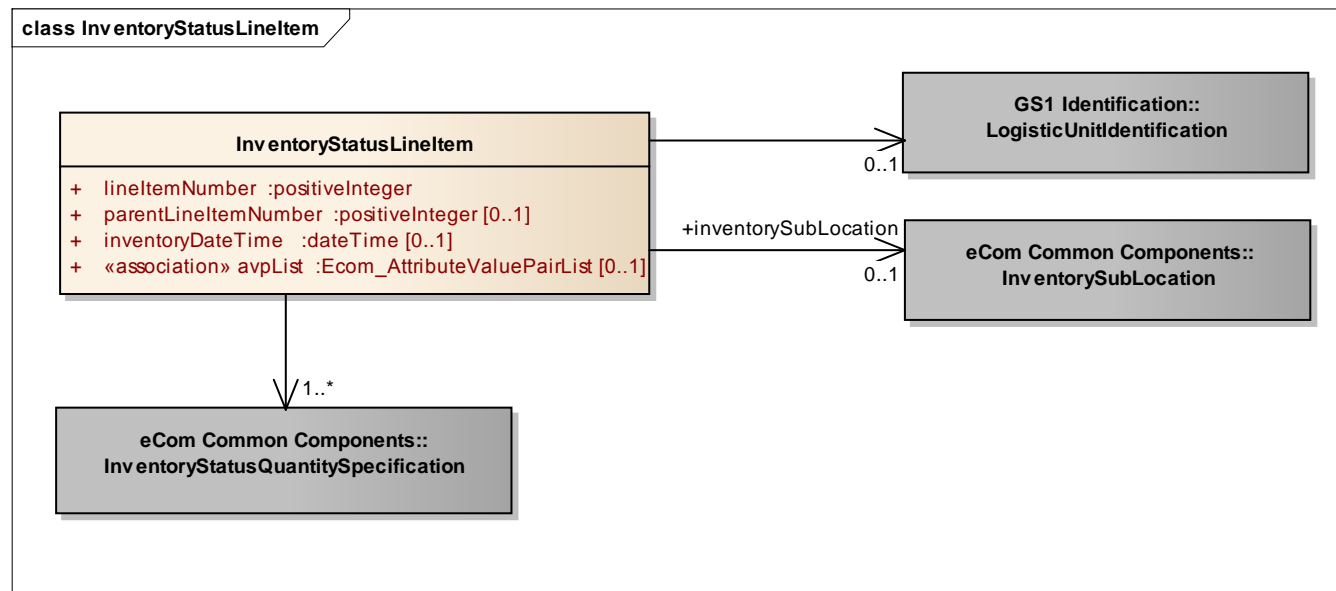 class InventoryStatusLineItem
GS1 Identification::
LogisticUnitIdentification
InventoryStatusLineItem
+ lineItemNumber :positiveInteger
+ parentLineItemNumber :positiveInteger [0..1]
+ inventoryDateTime :dateTime [0..1]
+ «association» avpList :Ecom_AttributeValuePairList [0..1]
0..1
+inventorySubLocation
0..1
eCom Common Components::
InventorySubLocation
1..*
eCom Common Components::
InventoryStatusQuantitySpecification